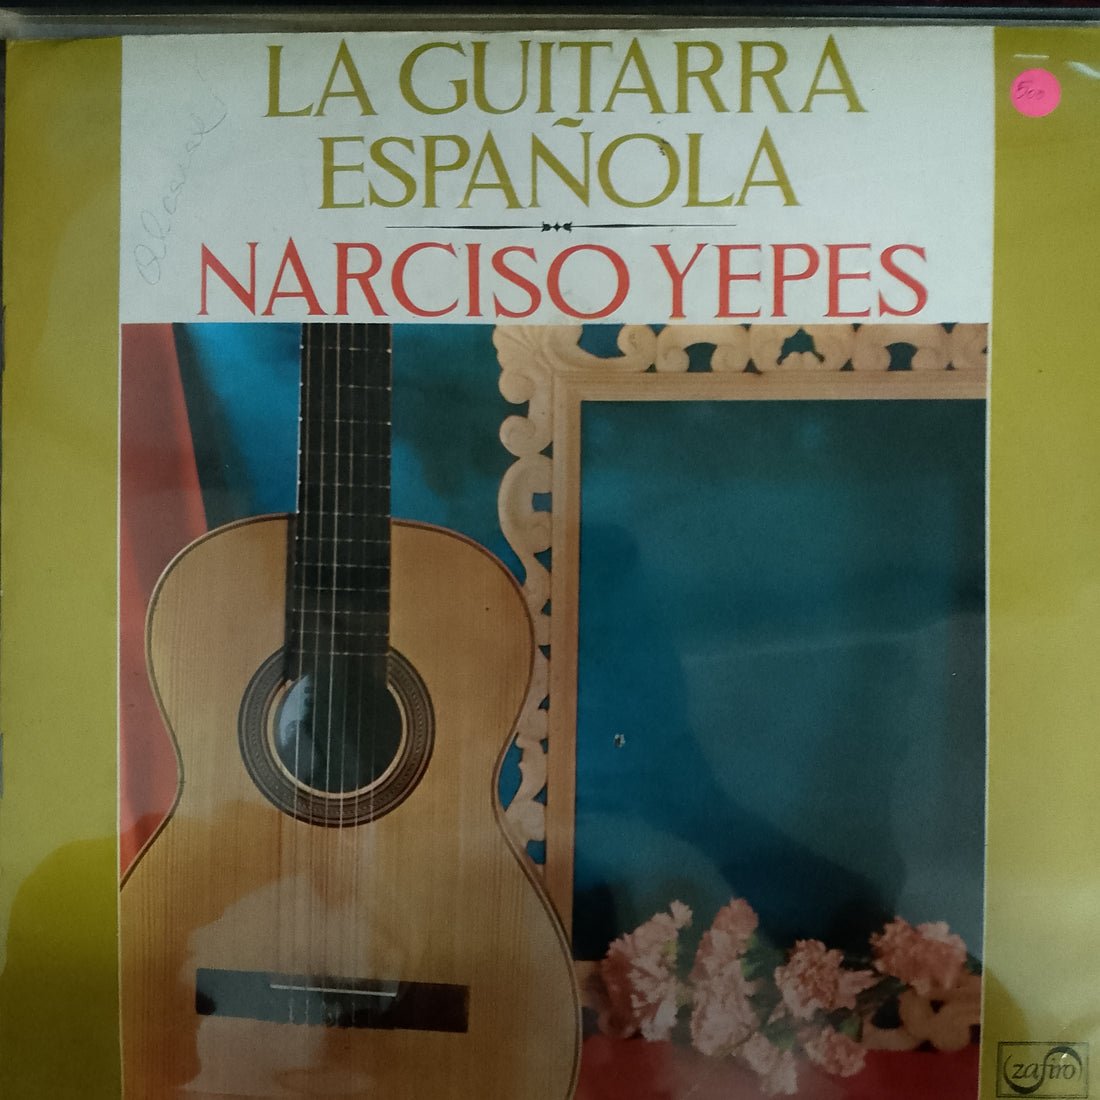 LA GUITARRA
500
ESPAÑOLA
NARCISO YEPES
zafiro